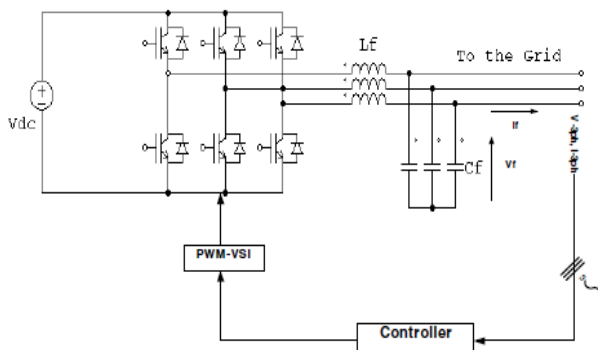 Lf
To the Grid
Vdc
If
Vf
Cf
PWM-VSI
Controller